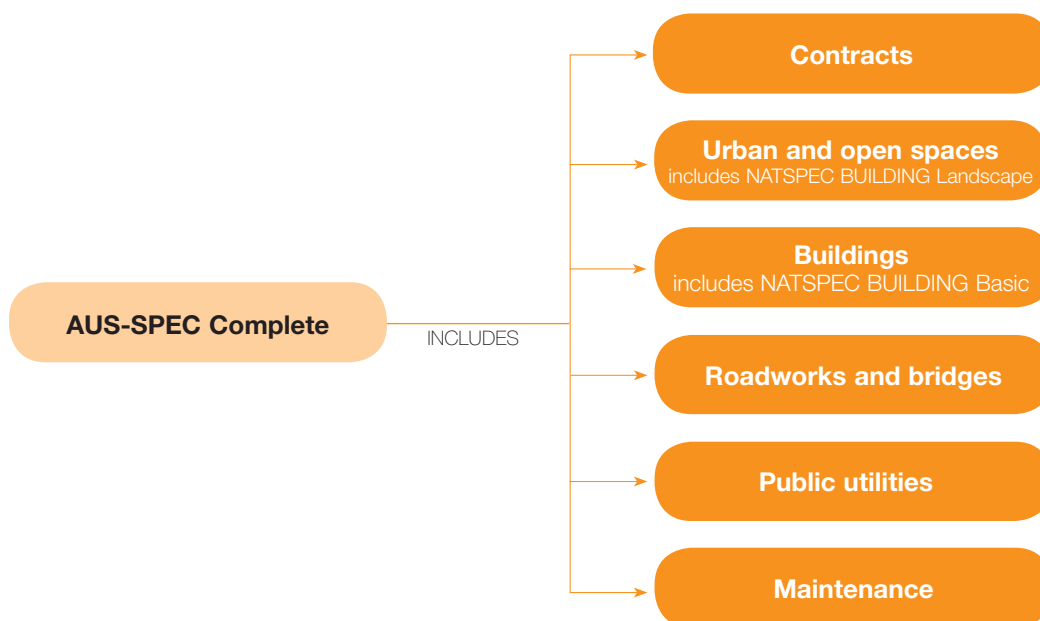 Contracts
Urban and open spaces
includes NATSPEC BUILDING Landscape
Buildings
includes NATSPEC BUILDING Basic
AUS-SPEC Complete
INCLUDES
Roadworks and bridges
Public utilities
Maintenance